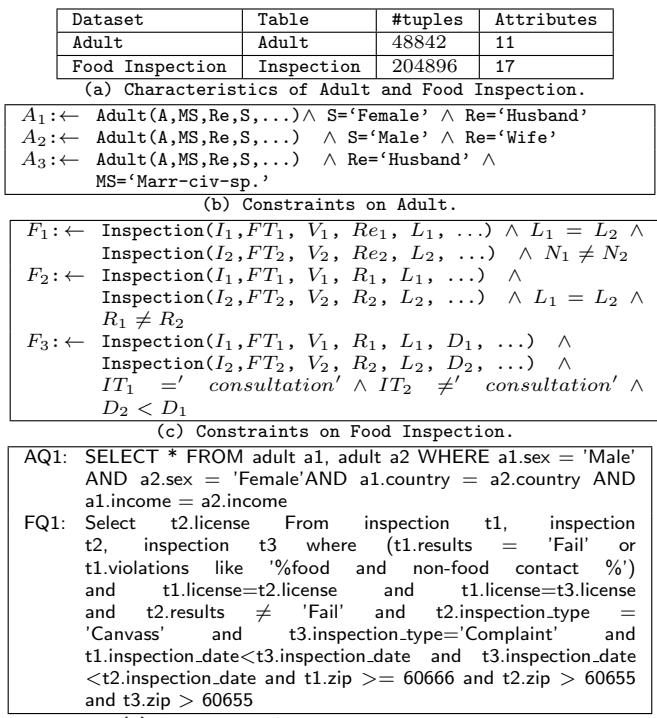 Dataset Table #tuples Attributes
Adult Adult 48842 11
Food Inspection Inspection 204896 17
(a) Characteristics of Adult and Food Inspection.
A₁:← Adult(A,MS,Re,S,...)∧ S=‘Female’ ∧ Re=‘Husband’
A₂:← Adult(A,MS,Re,S,...) ∧ S=‘Male’ ∧ Re=‘Wife’
A₃:← Adult(A,MS,Re,S,...) ∧ Re=‘Husband’ ∧
MS=‘Marr-civ-sp.’
(b) Constraints on Adult.
F₁:← Inspection(I₁,FT₁, V₁, Re₁, L₁, ...) ∧ L₁ = L₂ ∧
Inspection(I₂,FT₂, V₂, Re₂, L₂, ...) ∧ N₁ ≠ N₂
F₂:← Inspection(I₁,FT₁, V₁, R₁, L₁, ...) ∧
Inspection(I₂,FT₂, V₂, R₂, L₂, ...) ∧ L₁ = L₂ ∧
R₁ ≠ R₂
F₃:← Inspection(I₁,FT₁, V₁, R₁, L₁, D₁, ...) ∧
Inspection(I₂,FT₂, V₂, R₂, L₂, D₂, ...) ∧
IT₁ =′ consultation′ ∧ IT₂ ≠′ consultation′ ∧
D₂ < D₁
(c) Constraints on Food Inspection.
AQ1: SELECT * FROM adult a1, adult a2 WHERE a1.sex = 'Male'
AND a2.sex = 'Female'AND a1.country = a2.country AND
a1.income = a2.income
FQ1: Select t2.license From inspection t1, inspection
t2, inspection t3 where (t1.results = 'Fail' or
t1.violations like '%food and non-food contact %')
and t1.license=t2.license and t1.license=t3.license
and t2.results ≠ 'Fail' and t2.inspection_type =
'Canvass' and t3.inspection_type='Complaint' and
t1.inspection_date<t3.inspection_date and t3.inspection_date
<t2.inspection_date and t1.zip >= 60666 and t2.zip > 60655
and t3.zip > 60655